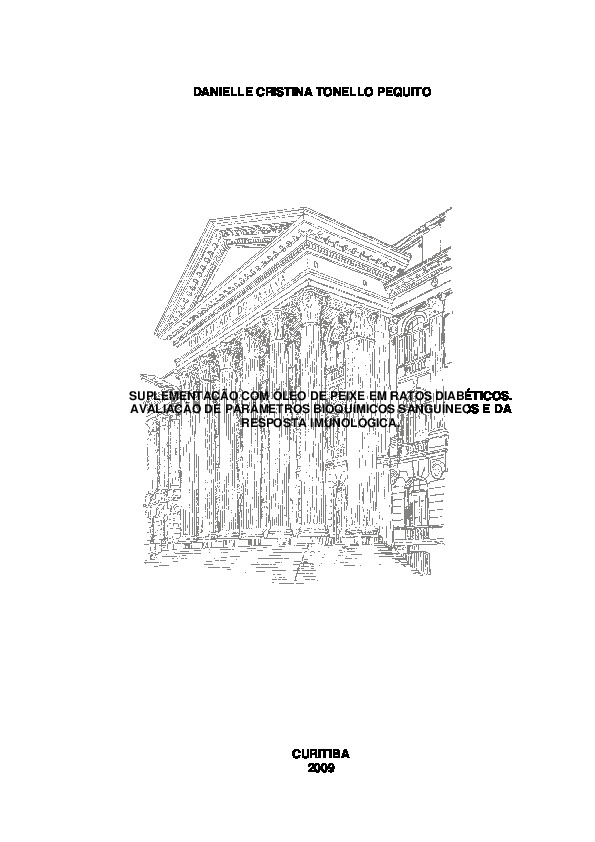 DANIELLE CRISTINA TONELLO PEQUITO
SUPLEMENTAÇÃO COM ÓLEO DE PEIXE EM RATOS DIABÉTICOS.
AVALIAÇÃO DE PARÂMETROS BIOQUÍMICOS SANGUÍNEOS E DA
RESPOSTA IMUNOLÓGICA.
CURITIBA
2009